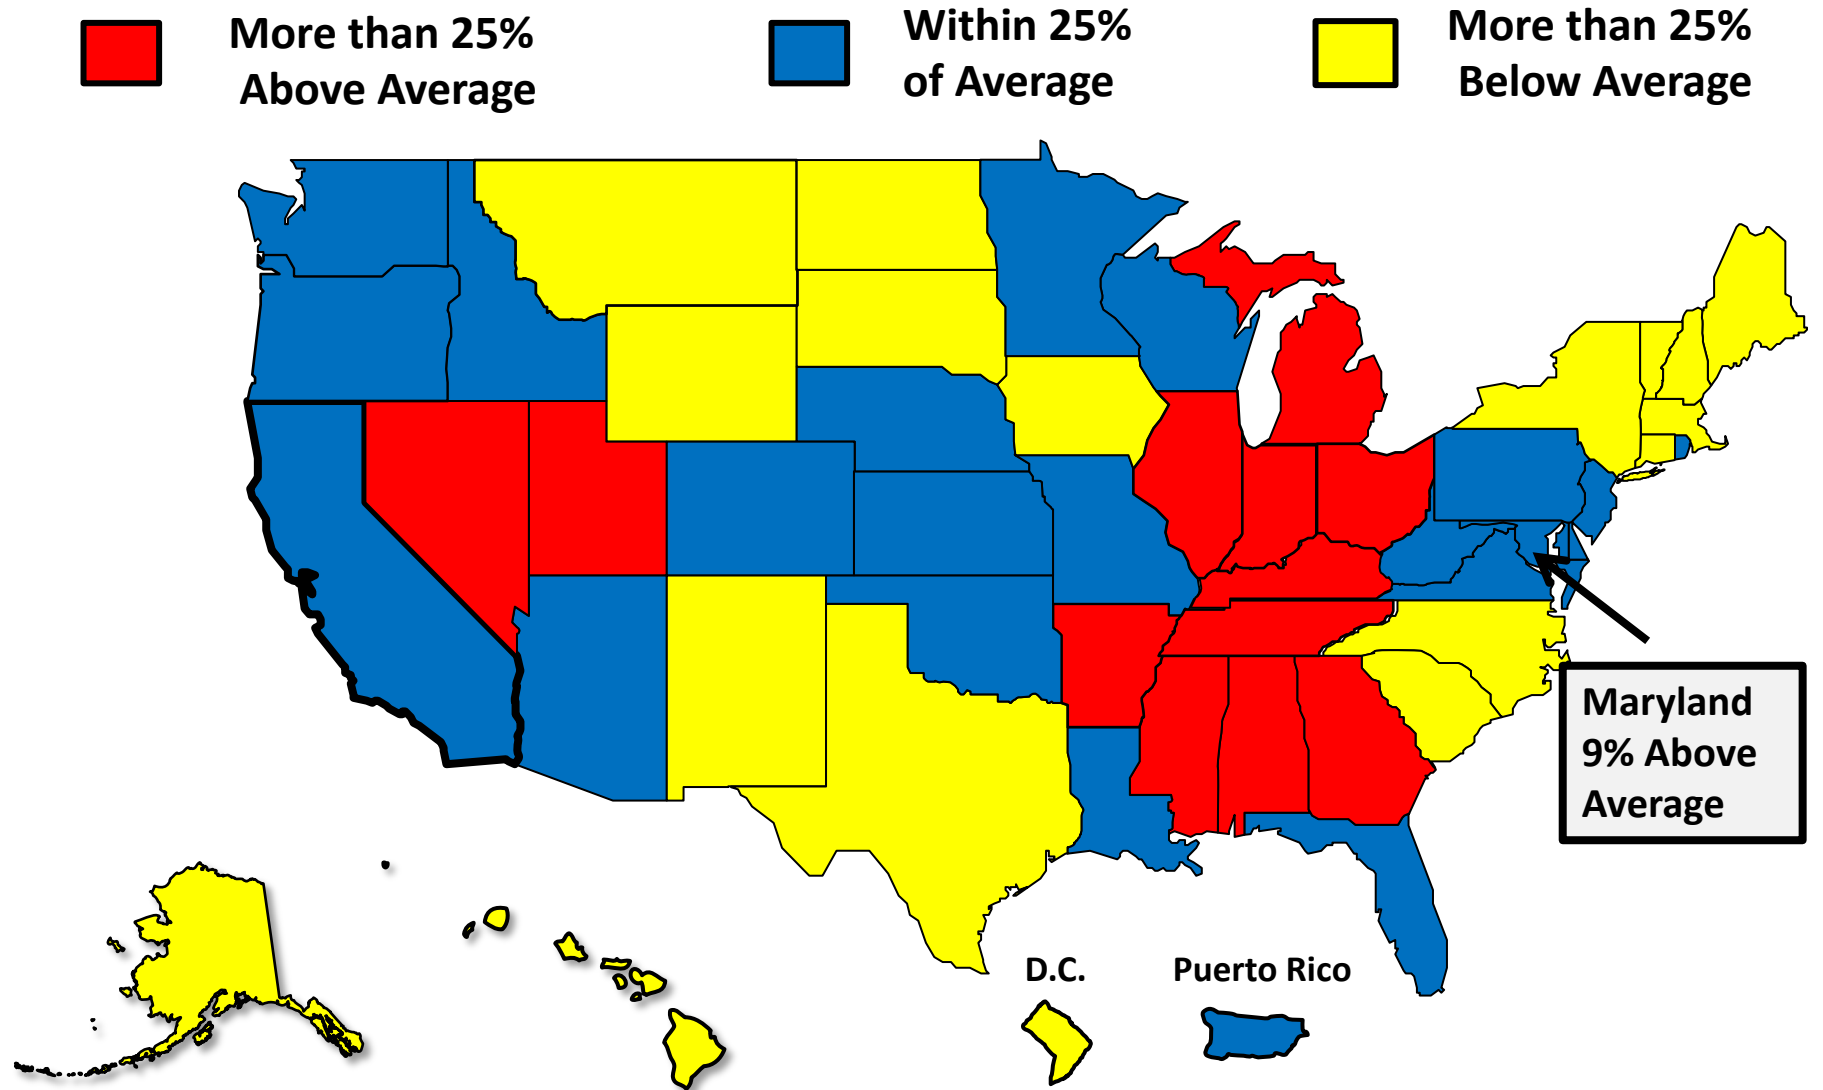 More than 25%
Above Average
Within 25%
of Average
More than 25%
Below Average
Maryland
9% Above
Average
D.C.
Puerto Rico